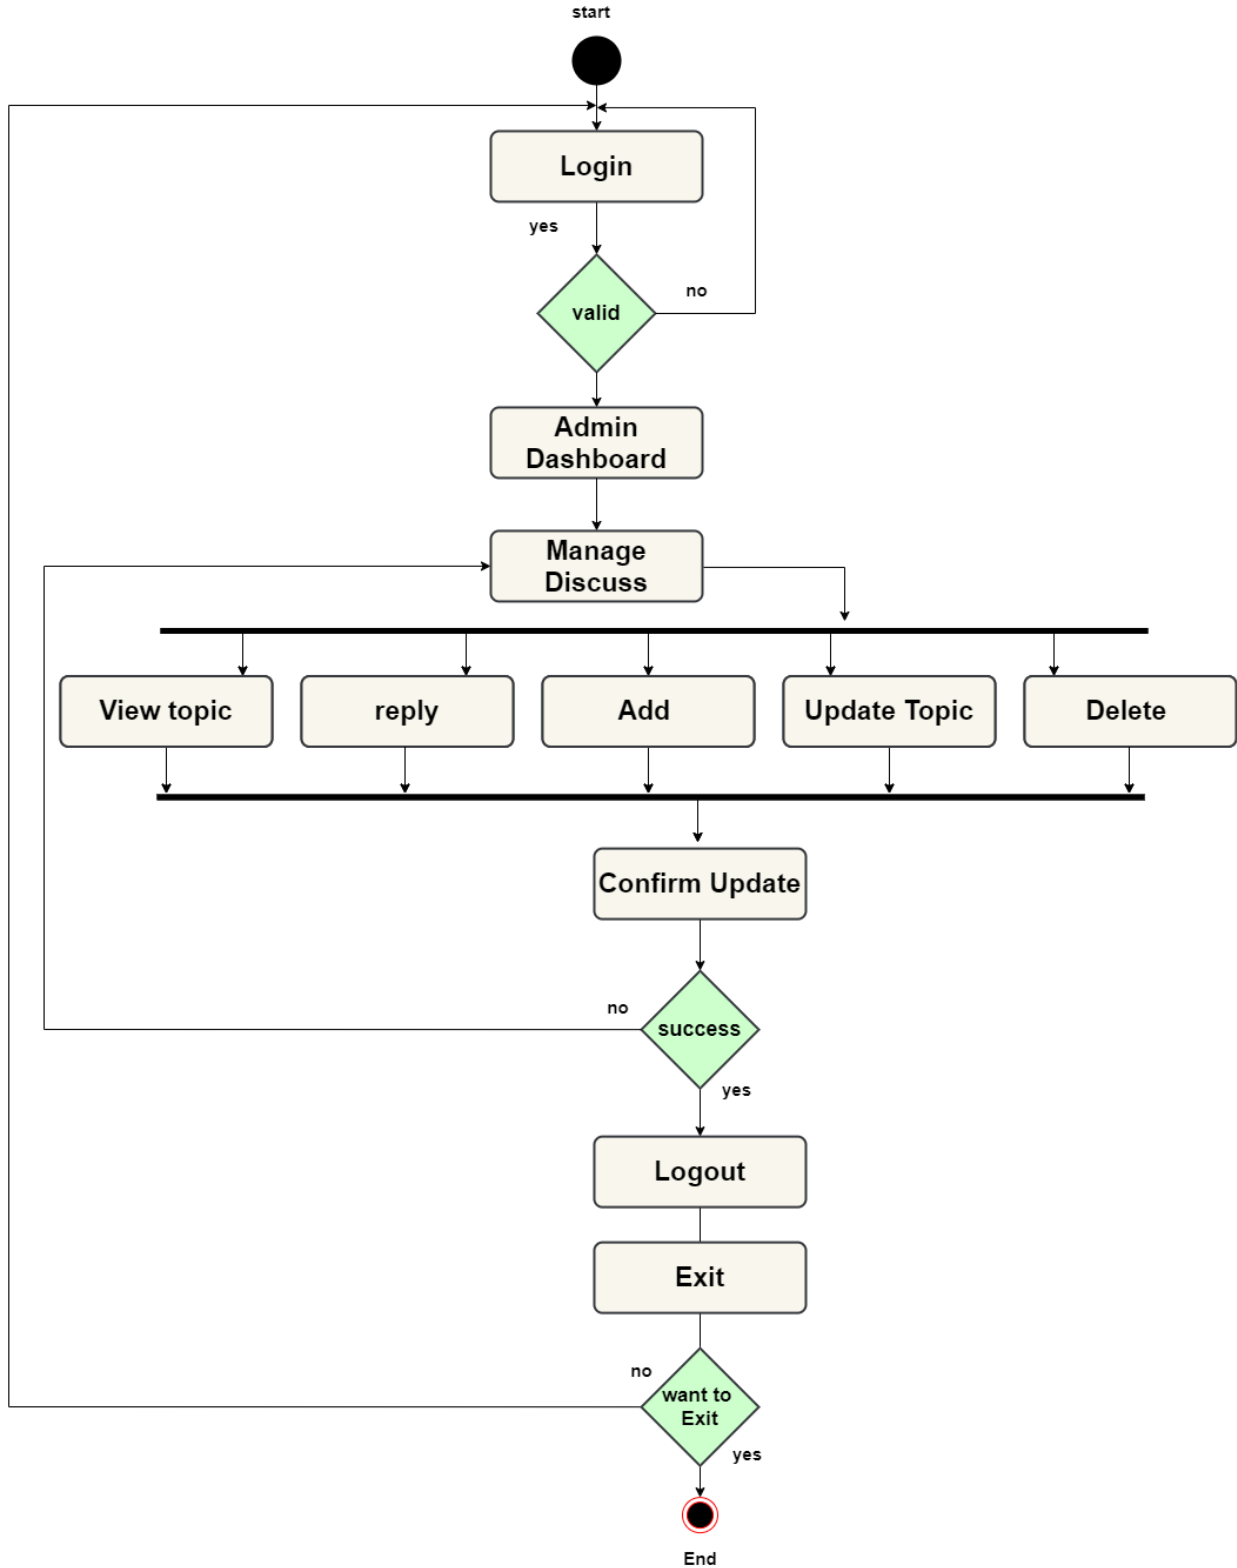 start
Login
yes
valid
no
Admin
Dashboard
Manage
Discuss
View topic
reply
Add
Update Topic
Delete
Confirm Update
no
success
yes
Logout
Exit
no
want to
Exit
yes
End